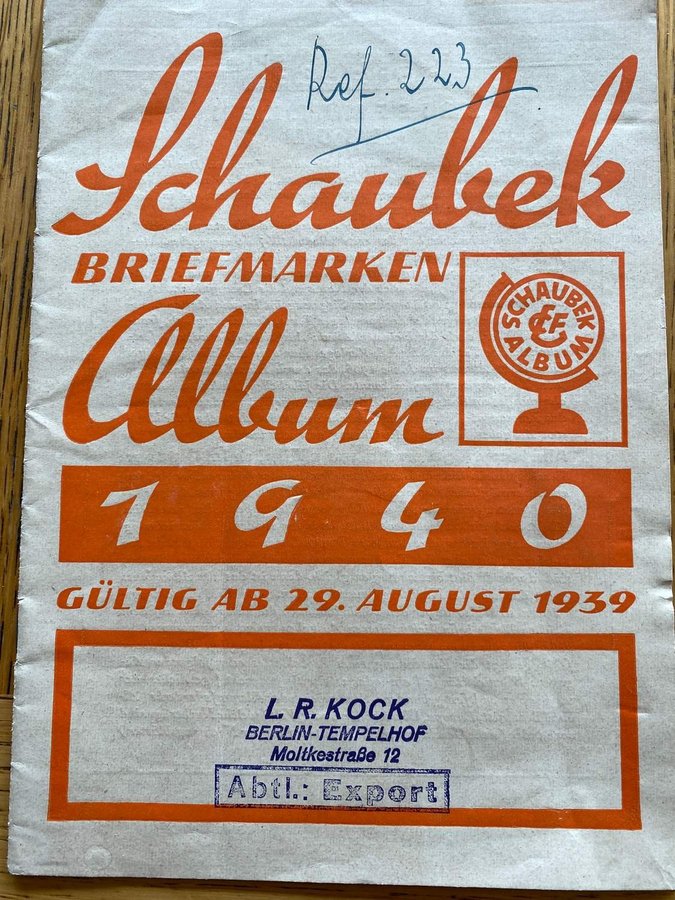 Ref. 223
Schaubek
BRIEFMARKEN
Album
SCHAUBEK
CFE
ALBUM
1940
GÜLTIG AB 29. AUGUST 1939
L. R. KOCK
BERLIN-TEMPELHOF
Moltkestraße 12
Abtl.: Export